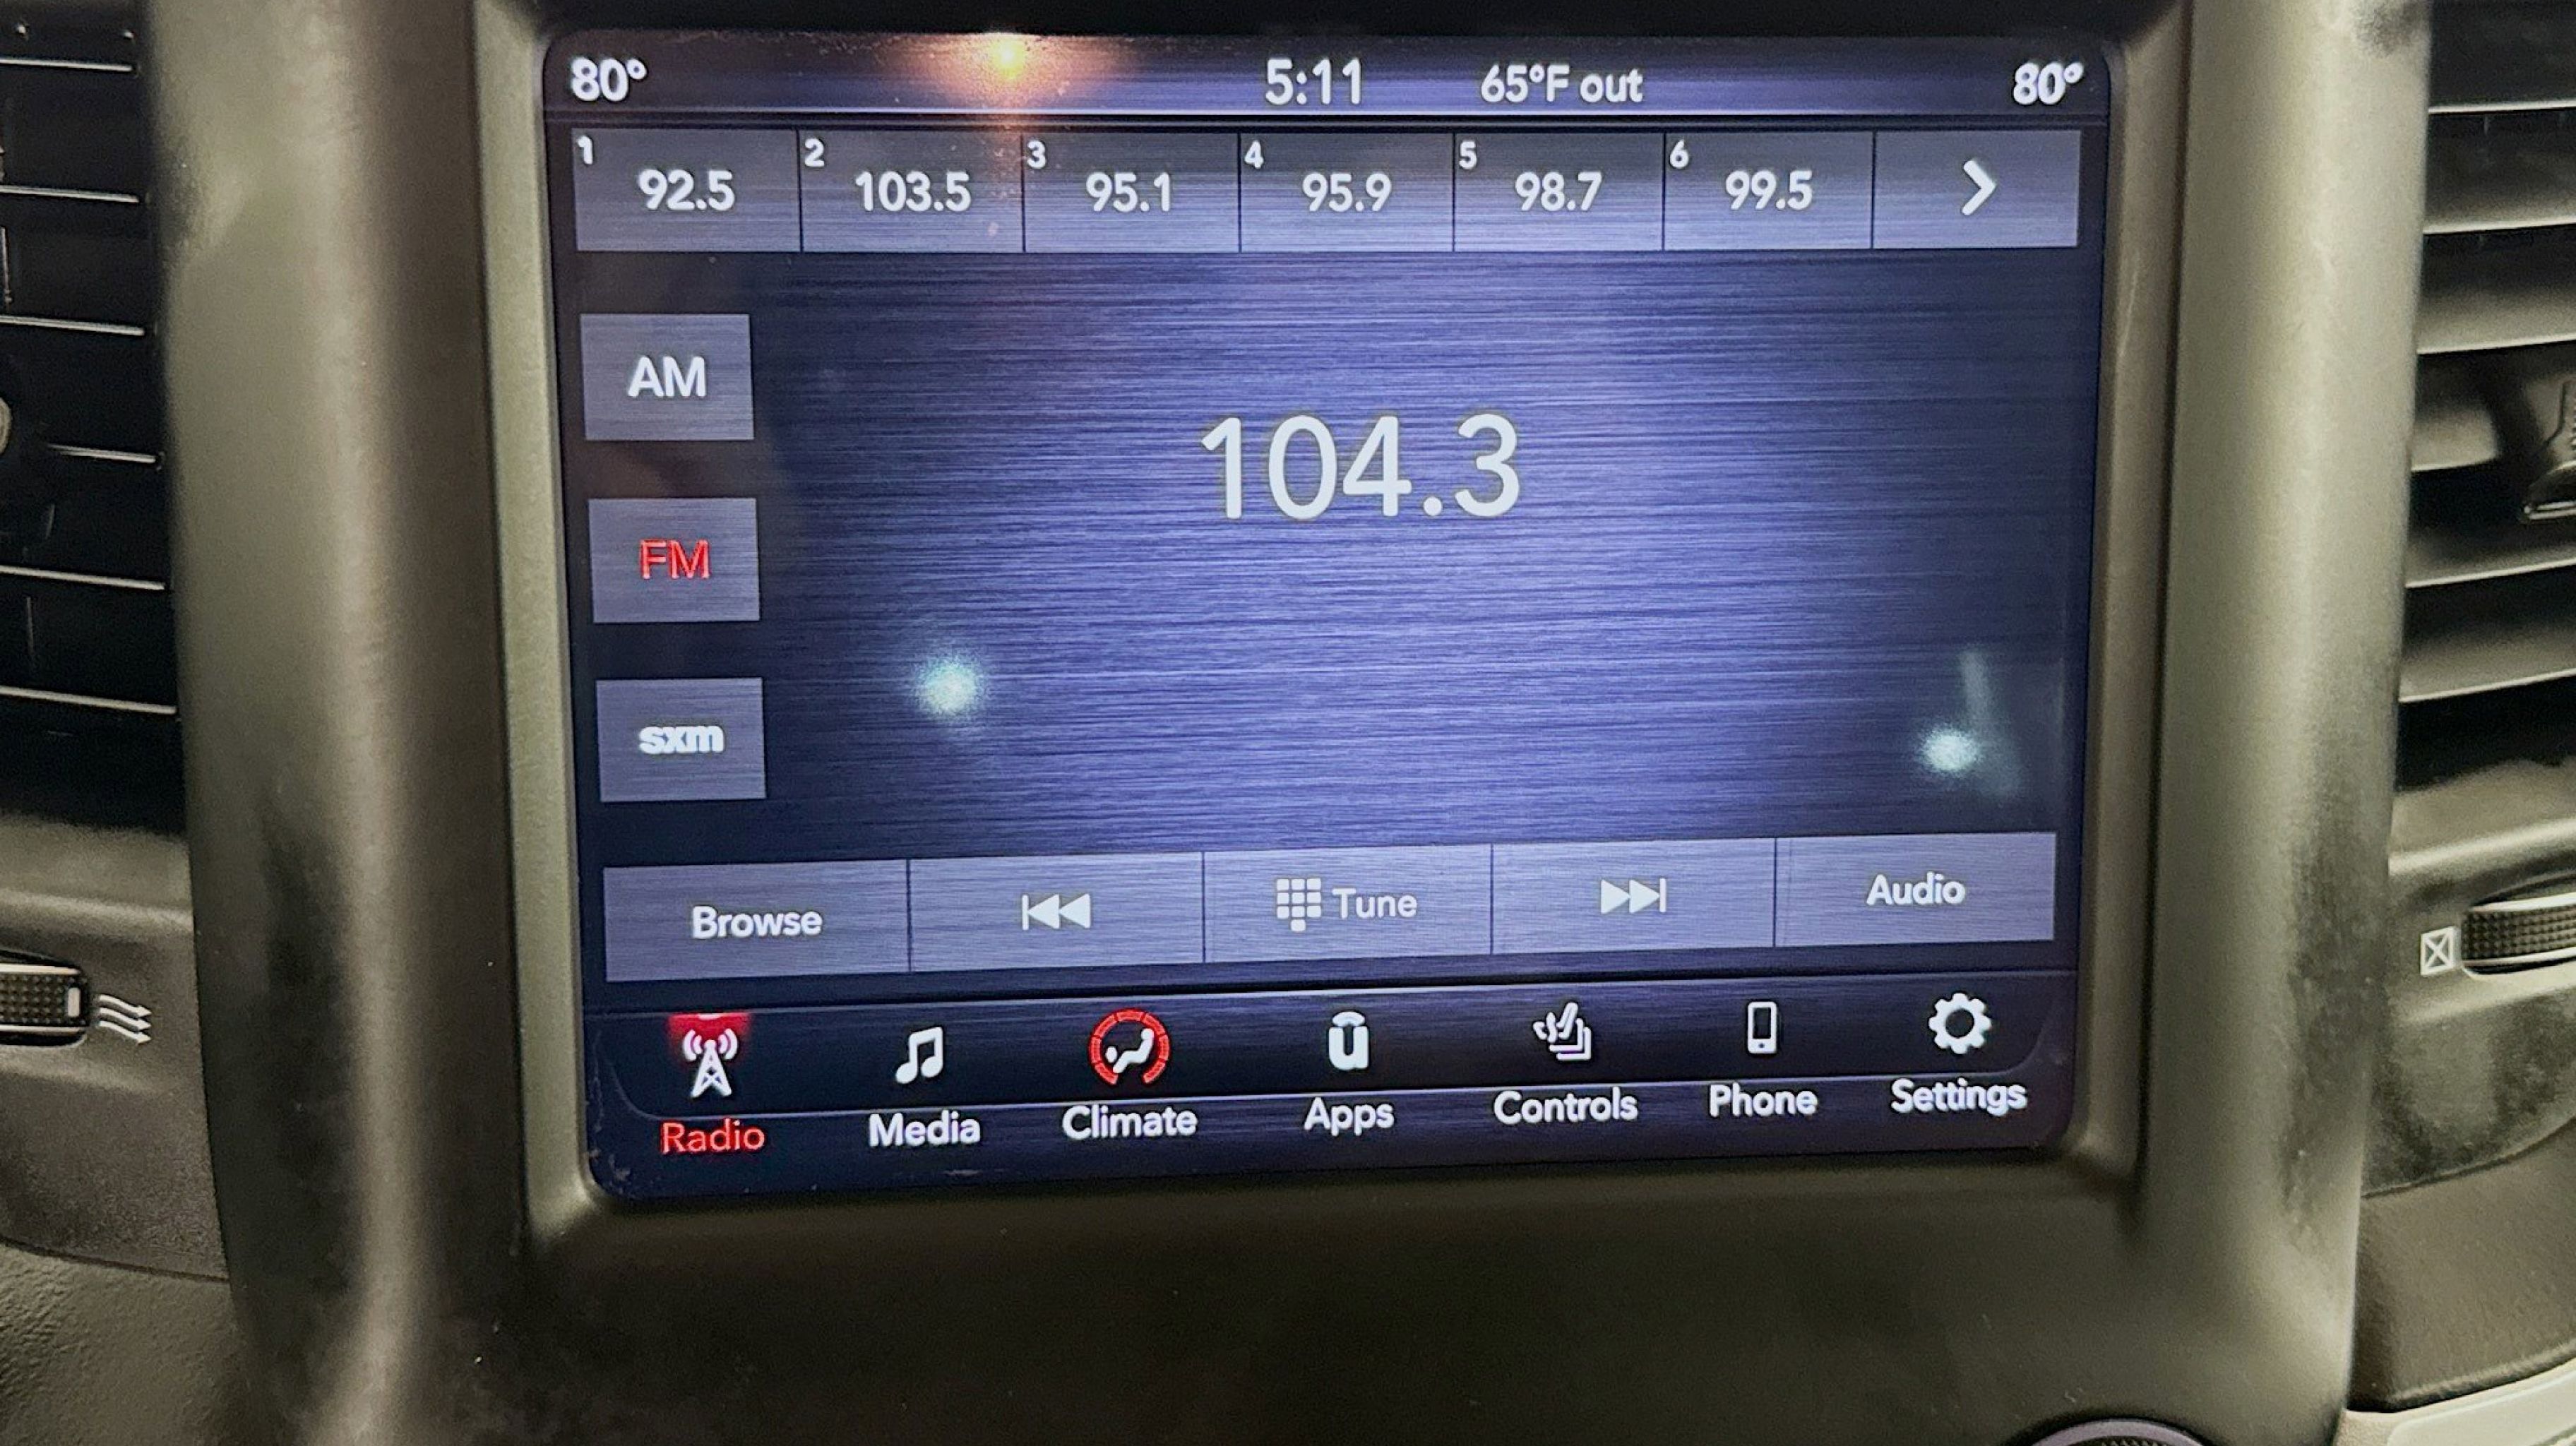 80° 5:11 65°F out 80°
1 92.5 2 103.5 3 95.1 4 95.9 5 98.7 6 99.5
AM
104.3
FM
sxm
Browse Tune Audio
Radio Media Climate Apps Controls Phone Settings